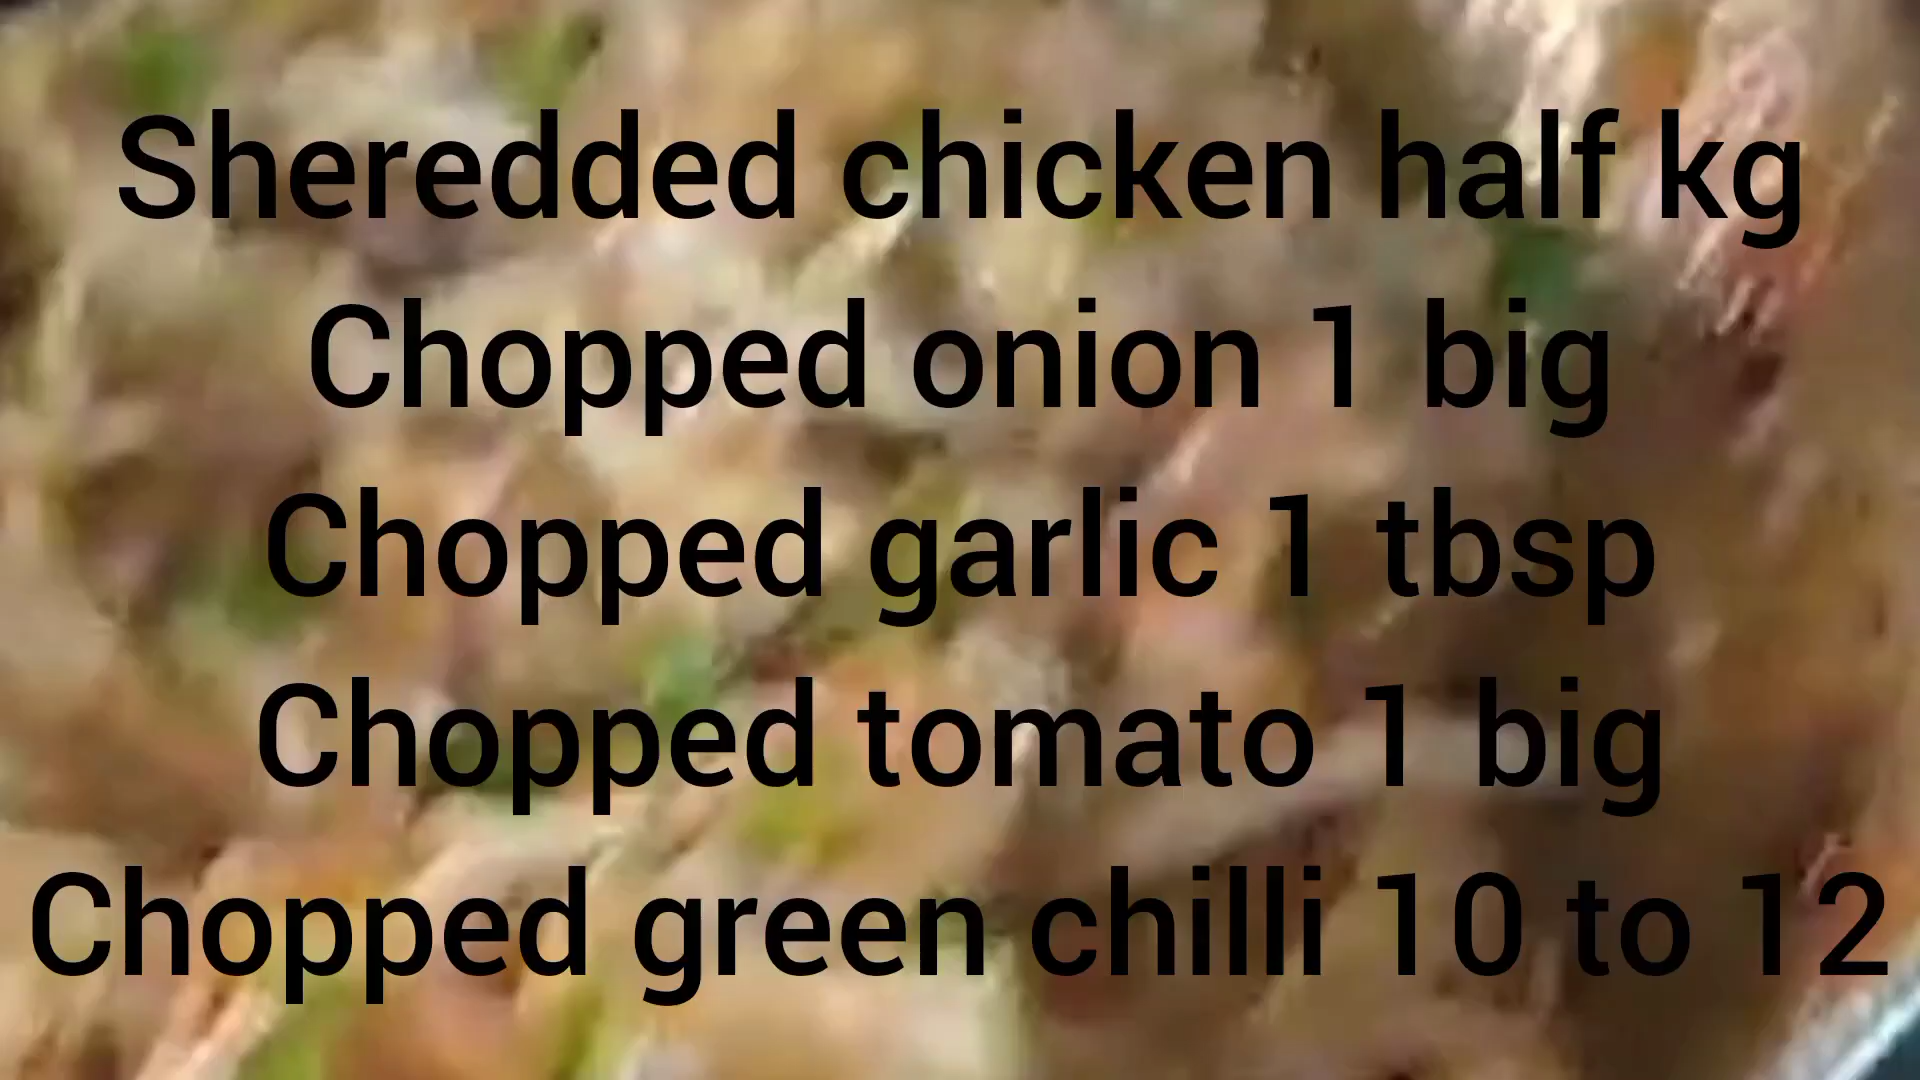 Sheredded chicken half kg
Chopped onion 1 big
Chopped garlic 1 tbsp
Chopped tomato 1 big
Chopped green chilli 10 to 12